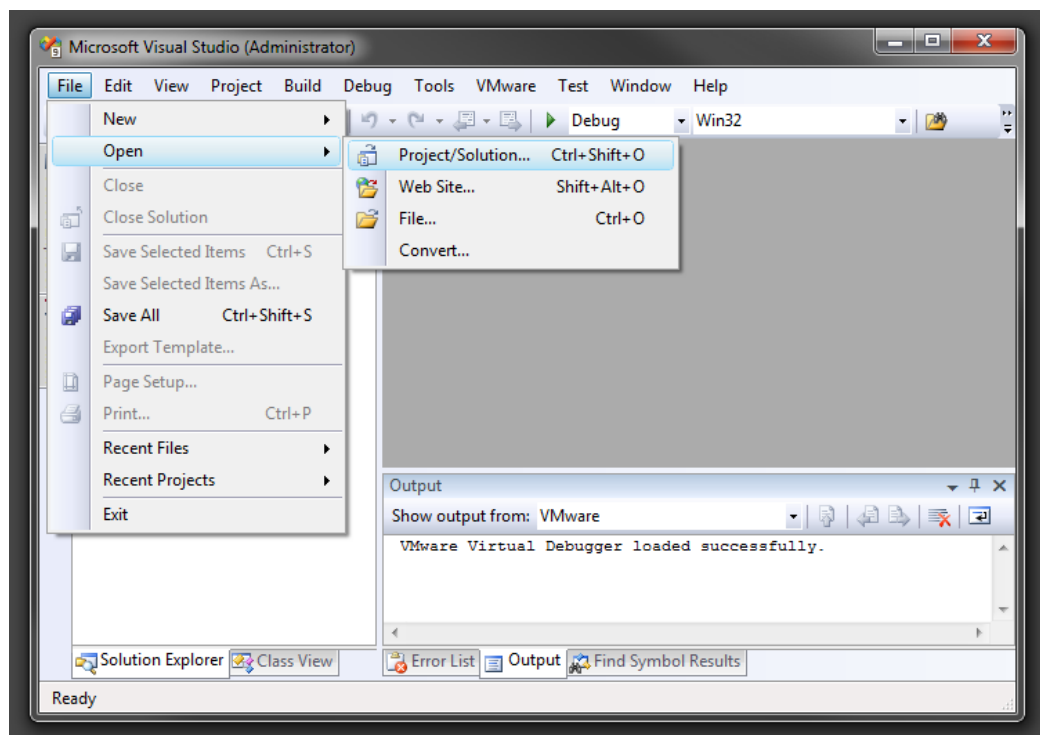 Microsoft Visual Studio (Administrator)
File Edit View Project Build Debug Tools VMware Test Window Help
Debug Win32
New
Open
Close
Close Solution
Save Selected Items Ctrl+S
Save Selected Items As...
Save All Ctrl+Shift+S
Export Template...
Page Setup...
Print... Ctrl+P
Recent Files
Recent Projects
Exit
Project/Solution... Ctrl+Shift+O
Web Site... Shift+Alt+O
File... Ctrl+O
Convert...
Output
Show output from: VMware
VMware Virtual Debugger loaded successfully.
Solution Explorer Class View
Error List Output Find Symbol Results
Ready